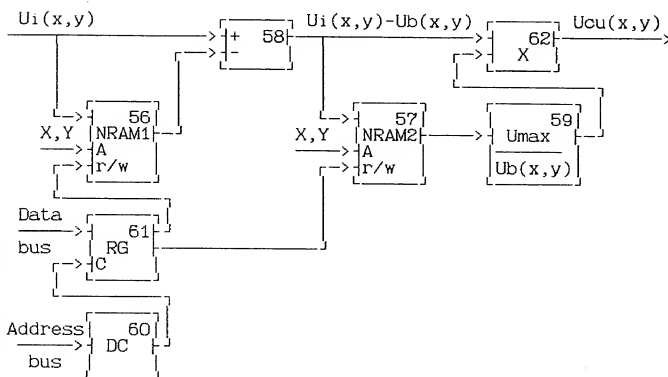 Ui(x,y)
Ui(x,y)-Ub(x,y)
Ucu(x,y)
+
-
58
62
X
56
NRAM1
X,Y
A
r/w
57
NRAM2
X,Y
A
r/w
59
Umax
Ub(x,y)
Data
bus
61
RG
C
Address
bus
60
DC